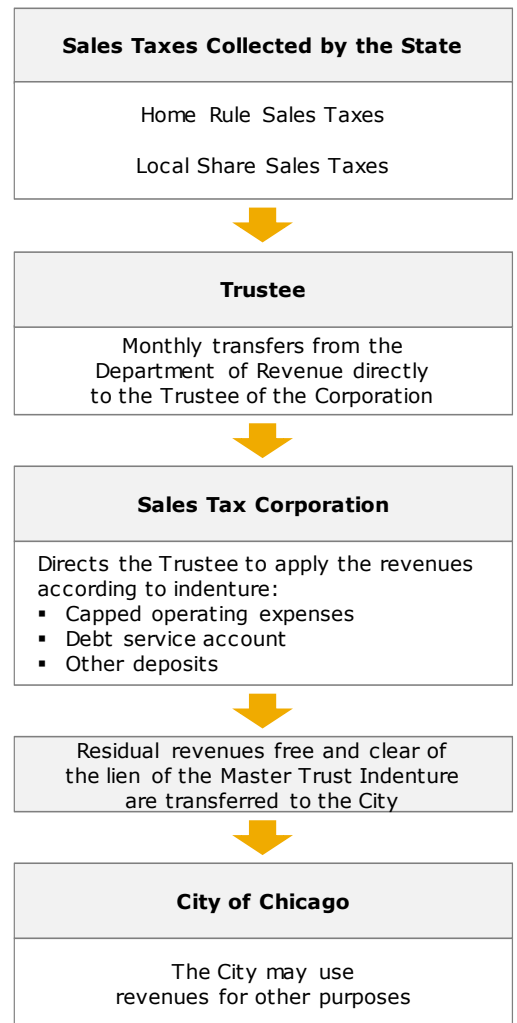 Sales Taxes Collected by the State
Home Rule Sales Taxes
Local Share Sales Taxes
Trustee
Monthly transfers from the
Department of Revenue directly
to the Trustee of the Corporation
Sales Tax Corporation
Directs the Trustee to apply the revenues
according to indenture:
▪ Capped operating expenses
▪ Debt service account
▪ Other deposits
Residual revenues free and clear of
the lien of the Master Trust Indenture
are transferred to the City
City of Chicago
The City may use
revenues for other purposes